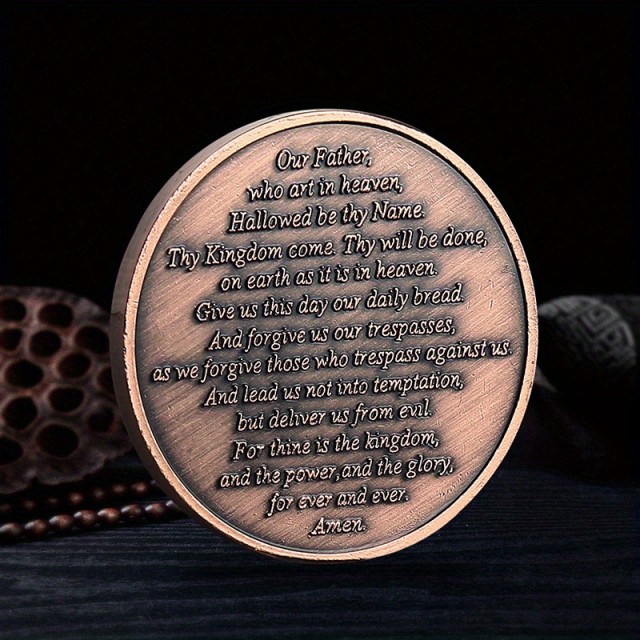 Our Father,
who art in heaven,
Hallowed be thy Name.
Thy Kingdom come. Thy will be done,
on earth as it is in heaven.
Give us this day our daily bread.
And forgive us our trespasses,
as we forgive those who trespass against us.
And lead us not into temptation,
but deliver us from evil.
For thine is the kingdom,
and the power, and the glory,
for ever and ever.
Amen.